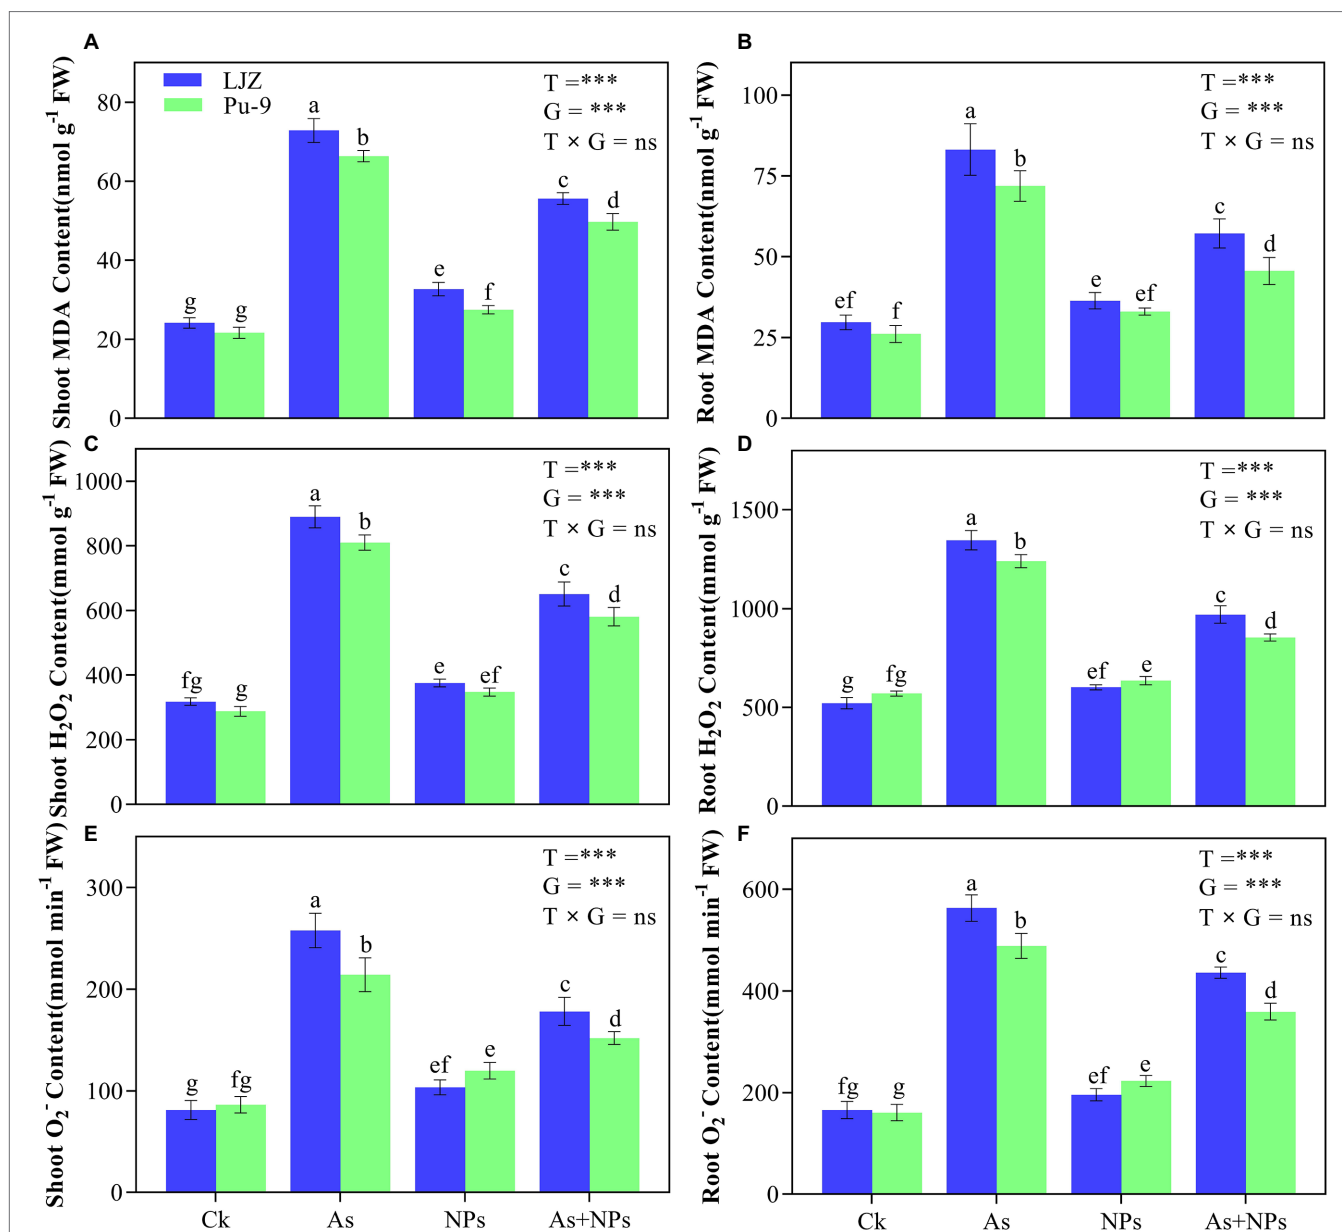 A
Shoot MDA Content(nmol g-1 FW)
LJZ
Pu-9
T =***
G = ***
T × G = ns
80
60
40
20
0
g g a b e f c d
B
Root MDA Content(nmol g-1 FW)
T =***
G = ***
T × G = ns
100
75
50
25
0
ef f a b e ef c d
C
Shoot H2O2 Content(mmol g-1 FW)
T =***
G = ***
T × G = ns
1000
800
600
400
200
0
fg g a b e ef c d
D
Root H2O2 Content(mmol g-1 FW)
T =***
G = ***
T × G = ns
1500
1000
500
0
g fg a b ef e c d
E
Shoot O2- Content(mmol min-1 FW)
T =***
G = ***
T × G = ns
300
200
100
0
g fg a b ef e c d
Ck As NPs As+NPs
F
Root O2- Content(mmol min-1 FW)
T =***
G = ***
T × G = ns
600
400
200
0
fg g a b ef e c d
Ck As NPs As+NPs